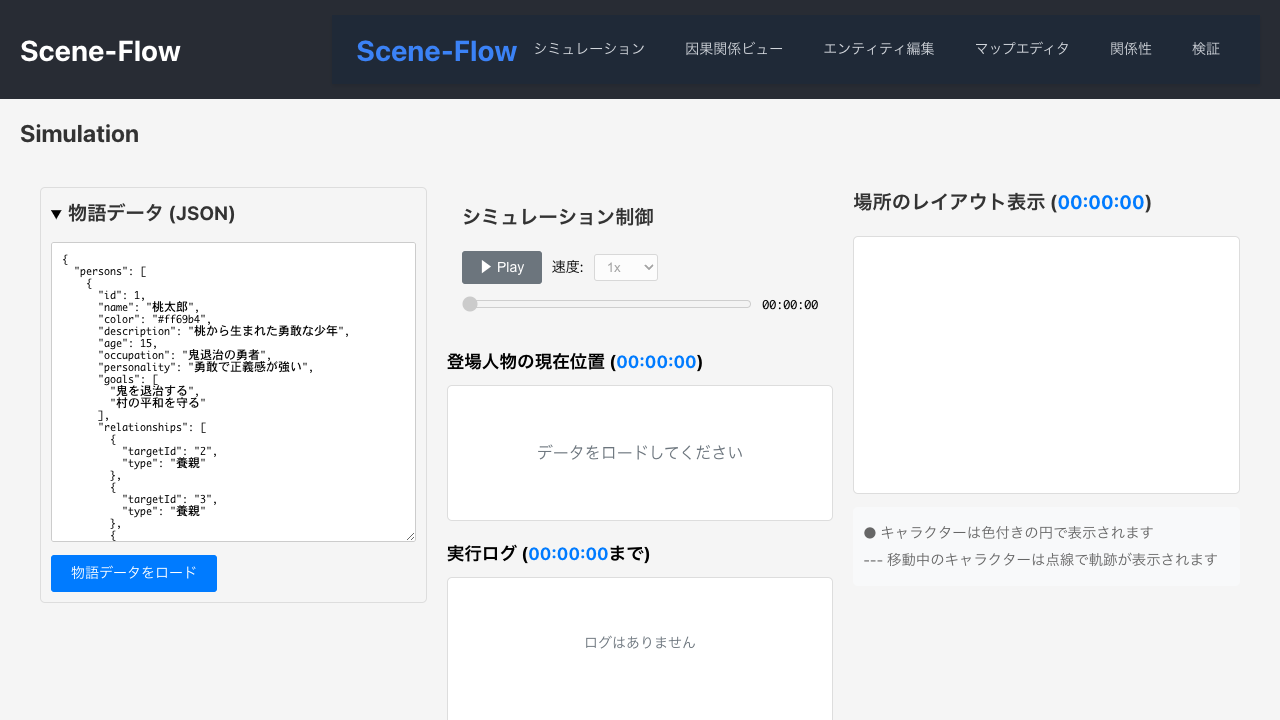 Scene-Flow
Scene-Flow
シミュレーション
因果関係ビュー
エンティティ編集
マップエディタ
関係性
検証
Simulation
▼ 物語データ (JSON)
{
  "persons": [
    {
      "id": 1,
      "name": "桃太郎",
      "color": "#ff69b4",
      "description": "桃から生まれた勇敢な少年",
      "age": 15,
      "occupation": "鬼退治の勇者",
      "personality": "勇敢で正義感が強い",
      "goals": [
        "鬼を退治する",
        "村の平和を守る"
      ],
      "relationships": [
        {
          "targetId": "2",
          "type": "養親"
        },
        {
          "targetId": "3",
          "type": "養親"
        },
        {
物語データをロード
シミュレーション制御
▶ Play
速度:
1x
00:00:00
登場人物の現在位置 (00:00:00)
データをロードしてください
実行ログ (00:00:00まで)
ログはありません
場所のレイアウト表示 (00:00:00)
● キャラクターは色付きの円で表示されます
--- 移動中のキャラクターは点線で軌跡が表示されます